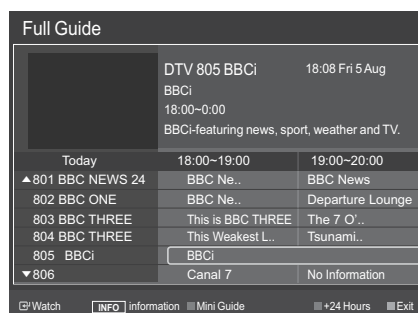 Full Guide
DTV 805 BBCi 18:08 Fri 5 Aug
BBCi
18:00~0:00
BBCi-featuring news, sport, weather and TV.
Today 18:00~19:00 19:00~20:00
▲801 BBC NEWS 24 BBC Ne.. BBC News
802 BBC ONE BBC Ne.. Departure Lounge
803 BBC THREE This is BBC THREE The 7 O'..
804 BBC THREE This Weakest L.. Tsunami..
805 BBCi BBCi
▼806 Canal 7 No Information
Watch INFO information Mini Guide +24 Hours Exit